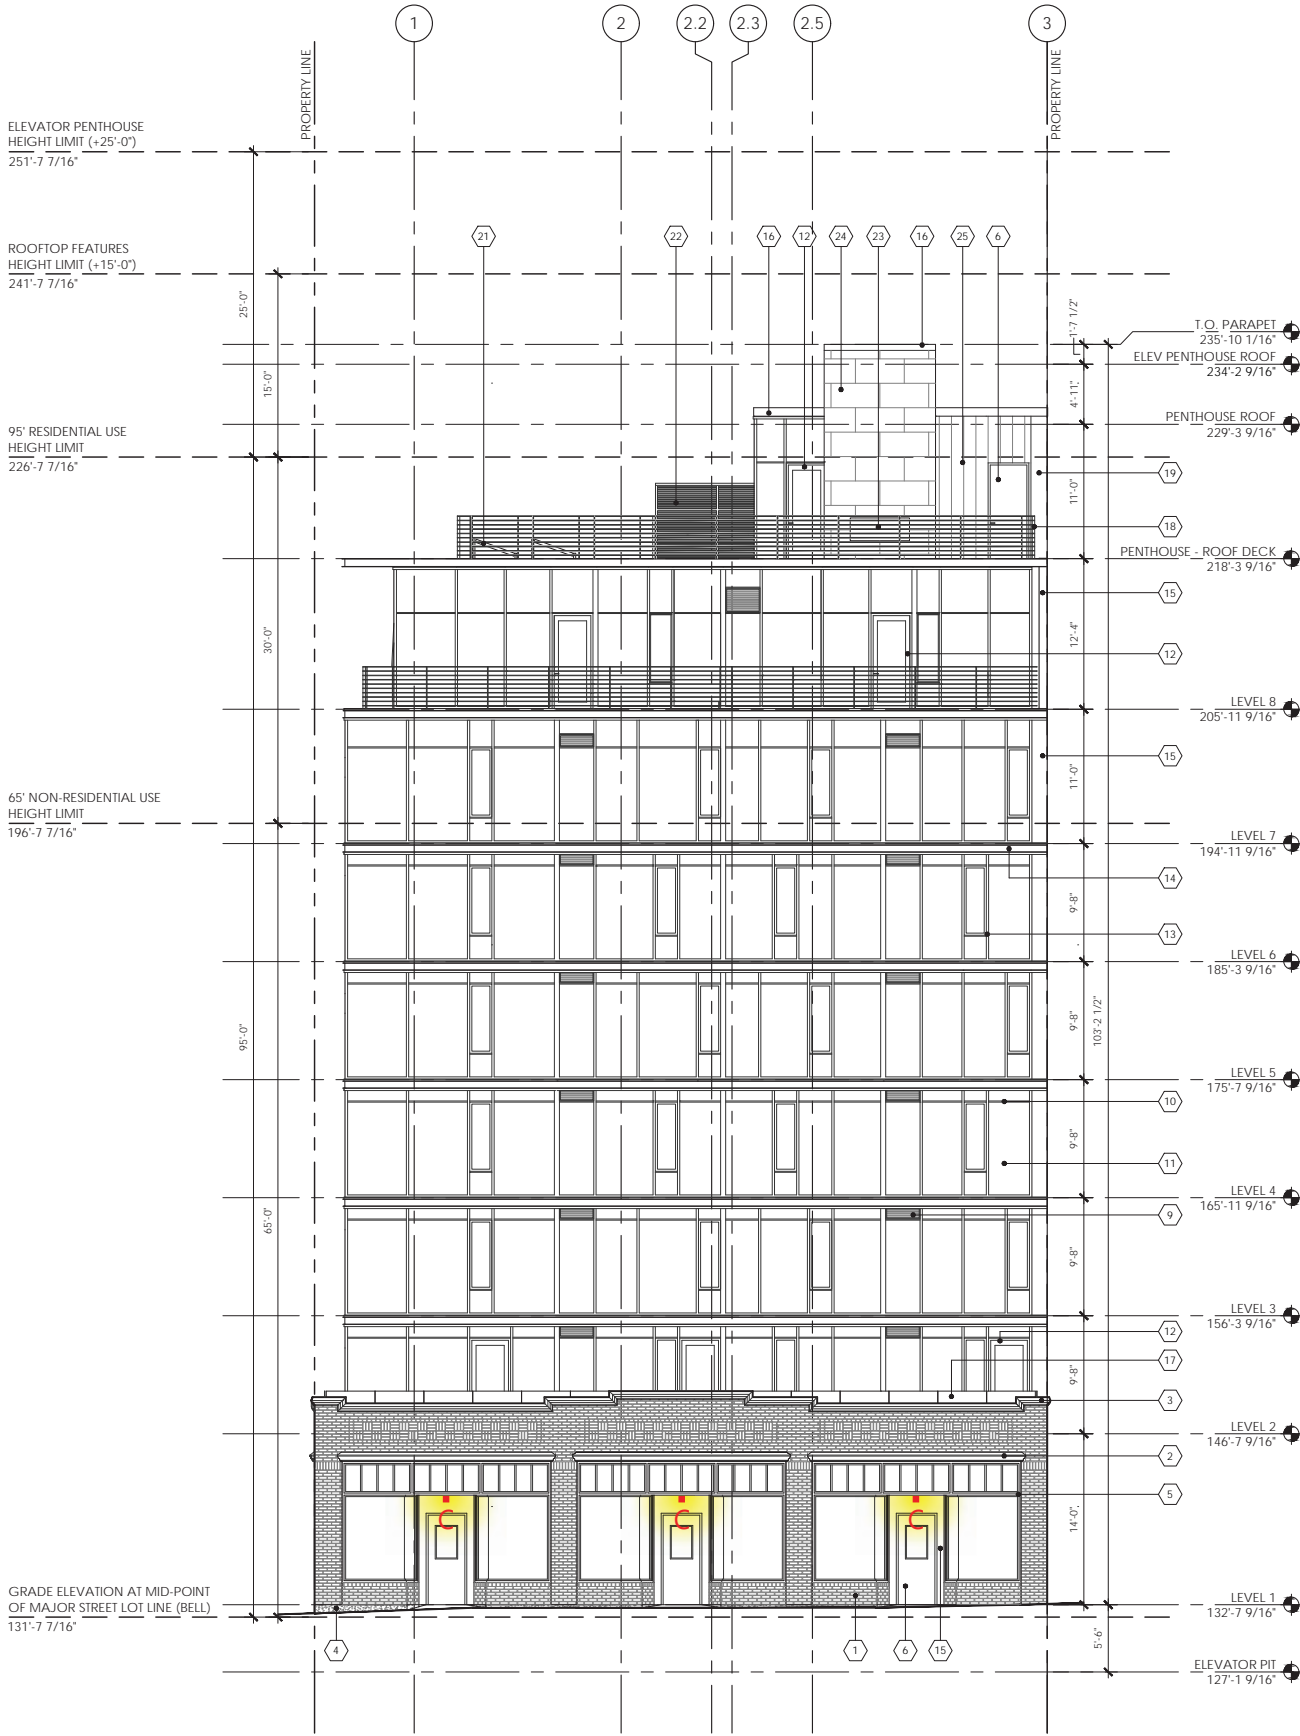 1
2
2.2
2.3
2.5
3
PROPERTY LINE
PROPERTY LINE
ELEVATOR PENTHOUSE
HEIGHT LIMIT (+25'-0")
251'-7 7/16"
ROOFTOP FEATURES
HEIGHT LIMIT (+15'-0")
241'-7 7/16"
21
22
16
12
24
23
16
25
6
25'-0"
15'-0"
1'-7 1/2"
T.O. PARAPET
235'-10 1/16"
ELEV PENTHOUSE ROOF
234'-2 9/16"
4'-11"
PENTHOUSE ROOF
229'-3 9/16"
95' RESIDENTIAL USE
HEIGHT LIMIT
226'-7 7/16"
19
11'-0"
18
PENTHOUSE - ROOF DECK
218'-3 9/16"
15
30'-0"
12'-4"
12
LEVEL 8
205'-11 9/16"
15
11'-0"
65' NON-RESIDENTIAL USE
HEIGHT LIMIT
196'-7 7/16"
LEVEL 7
194'-11 9/16"
14
9'-8"
13
LEVEL 6
185'-3 9/16"
95'-0"
9'-8"
103'-2 1/2"
LEVEL 5
175'-7 9/16"
10
9'-8"
11
LEVEL 4
165'-11 9/16"
9
65'-0"
9'-8"
LEVEL 3
156'-3 9/16"
12
17
9'-8"
3
LEVEL 2
146'-7 9/16"
2
5
C
C
C
14'-0"
GRADE ELEVATION AT MID-POINT
OF MAJOR STREET LOT LINE (BELL)
131'-7 7/16"
LEVEL 1
132'-7 9/16"
4
1
6
15
5'-6"
ELEVATOR PIT
127'-1 9/16"